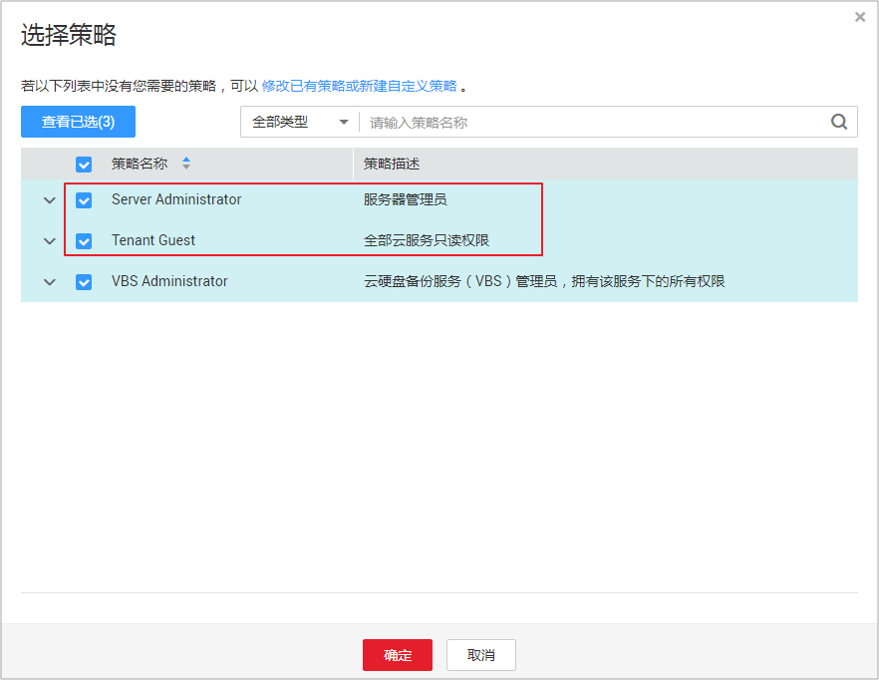 选择策略
若以下列表中没有您需要的策略，可以 修改已有策略或新建自定义策略 。
查看已选(3) 全部类型 请输入策略名称
策略名称 策略描述
Server Administrator 服务器管理员
Tenant Guest 全部云服务只读权限
VBS Administrator 云硬盘备份服务（VBS）管理员，拥有该服务下的所有权限
确定 取消